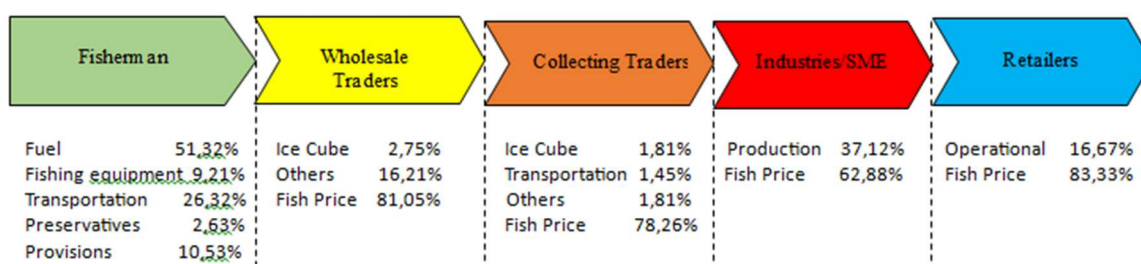 Fisherman
Wholesale
Traders
Collecting Traders
Industries/SME
Retailers
Fuel 51,32%
Fishing equipment 9,21%
Transportation 26,32%
Preservatives 2,63%
Provisions 10,53%
Ice Cube 2,75%
Others 16,21%
Fish Price 81,05%
Ice Cube 1,81%
Transportation 1,45%
Others 1,81%
Fish Price 78,26%
Production 37,12%
Fish Price 62,88%
Operational 16,67%
Fish Price 83,33%